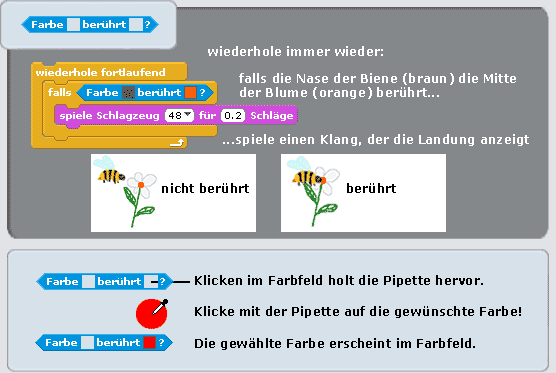 Farbe berührt ?
wiederhole immer wieder:
wiederhole fortlaufend
falls Farbe berührt ?
falls die Nase der Biene (braun) die Mitte
der Blume (orange) berührt...
spiele Schlagzeug 48 für 0.2 Schläge
...spiele einen Klang, der die Landung anzeigt
nicht berührt
berührt
Farbe berührt ?
Klicken im Farbfeld holt die Pipette hervor.
Klicke mit der Pipette auf die gewünschte Farbe!
Farbe berührt ?
Die gewählte Farbe erscheint im Farbfeld.